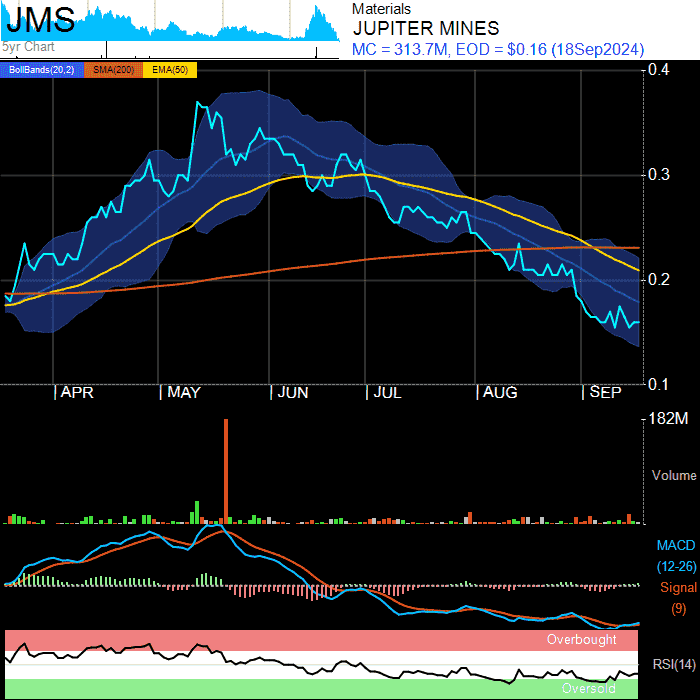 JMS
5yr Chart
Materials
JUPITER MINES
MC = 313.7M, EOD = $0.16 (18Sep2024)
BollBands(20,2) SMA(200) EMA(50)
0.4
0.3
0.2
0.1
APR MAY JUN JUL AUG SEP
182M
Volume
MACD
(12-26)
Signal
(9)
Overbought
RSI(14)
Oversold